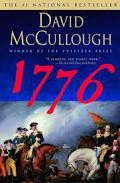 THE #1 NATIONAL BESTSELLER
DAVID
McCULLOUGH
WINNER OF THE PULITZER PRIZE
1776